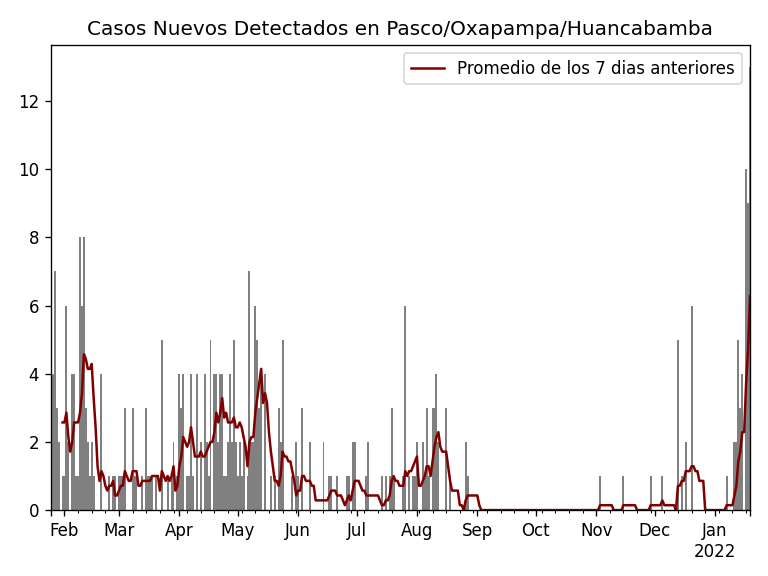 Casos Nuevos Detectados en Pasco/Oxapampa/Huancabamba
Promedio de los 7 dias anteriores
12
10
8
6
4
2
0
Feb Mar Apr May Jun Jul Aug Sep Oct Nov Dec Jan
2022